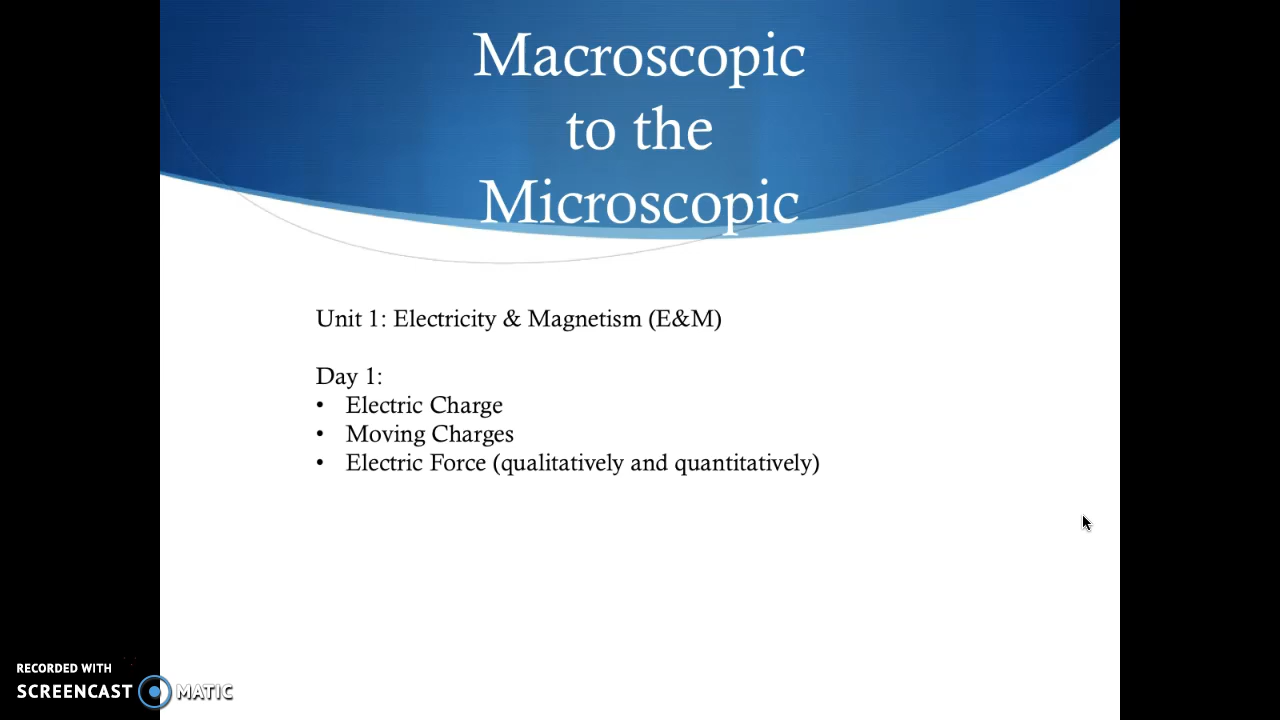 Macroscopic
to the
Microscopic
Unit 1: Electricity & Magnetism (E&M)
Day 1:
• Electric Charge
• Moving Charges
• Electric Force (qualitatively and quantitatively)
RECORDED WITH
SCREENCAST MATIC